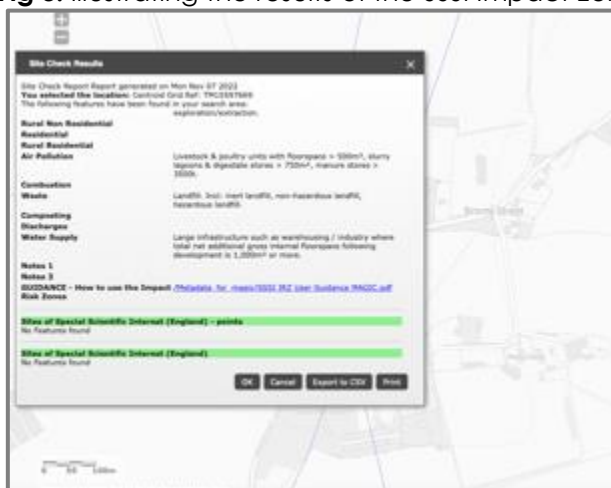 illustrating the results of the SSSI Impact
Site Check Results
Site Check Report Report generated on Mon Nov 07 2022
You selected the location: Centroid Grid Ref:
The following features have been found in your search area:
exploration/extraction.
Rural Non Residential
Residential
Rural Residential
Air Pollution Livestock & poultry units with floorspace > 500m², slurry
lagoons & digestate stores > 750m², manure stores >
3500t.
Combustion
Waste Landfill. Incl: inert landfill, non-hazardous landfill,
hazardous landfill.
Composting
Discharges
Water Supply Large infrastructure such as warehousing / industry where
total net additional gross internal floorspace following
development is 1,000m² or more.
Notes 1
Notes 2
GUIDANCE - How to use the Impact /Metadata_for_magic/SSSI IRZ User Guidance MAGIC.pdf
Risk Zones
Sites of Special Scientific Interest (England) - points
No features found
Sites of Special Scientific Interest (England)
No features found
OK Cancel Export to CSV Print
0 50 100m